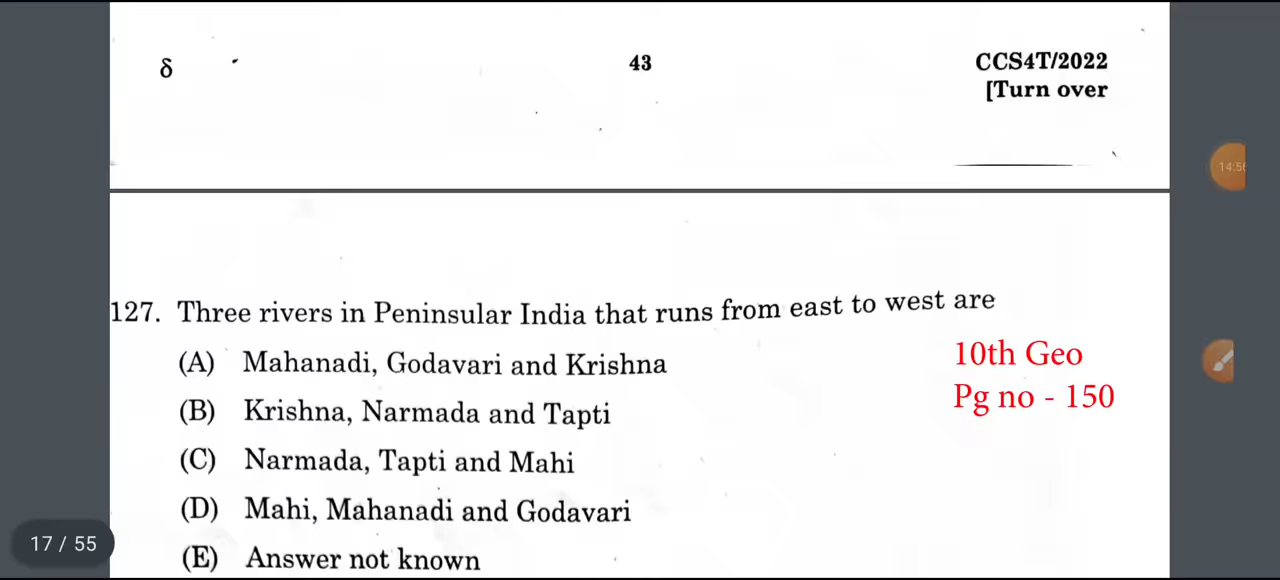 δ 43 CCS4T/2022
[Turn over
14:56
127. Three rivers in Peninsular India that runs from east to west are
(A) Mahanadi, Godavari and Krishna
10th Geo
(B) Krishna, Narmada and Tapti
Pg no - 150
(C) Narmada, Tapti and Mahi
(D) Mahi, Mahanadi and Godavari
17 / 55
(E) Answer not known